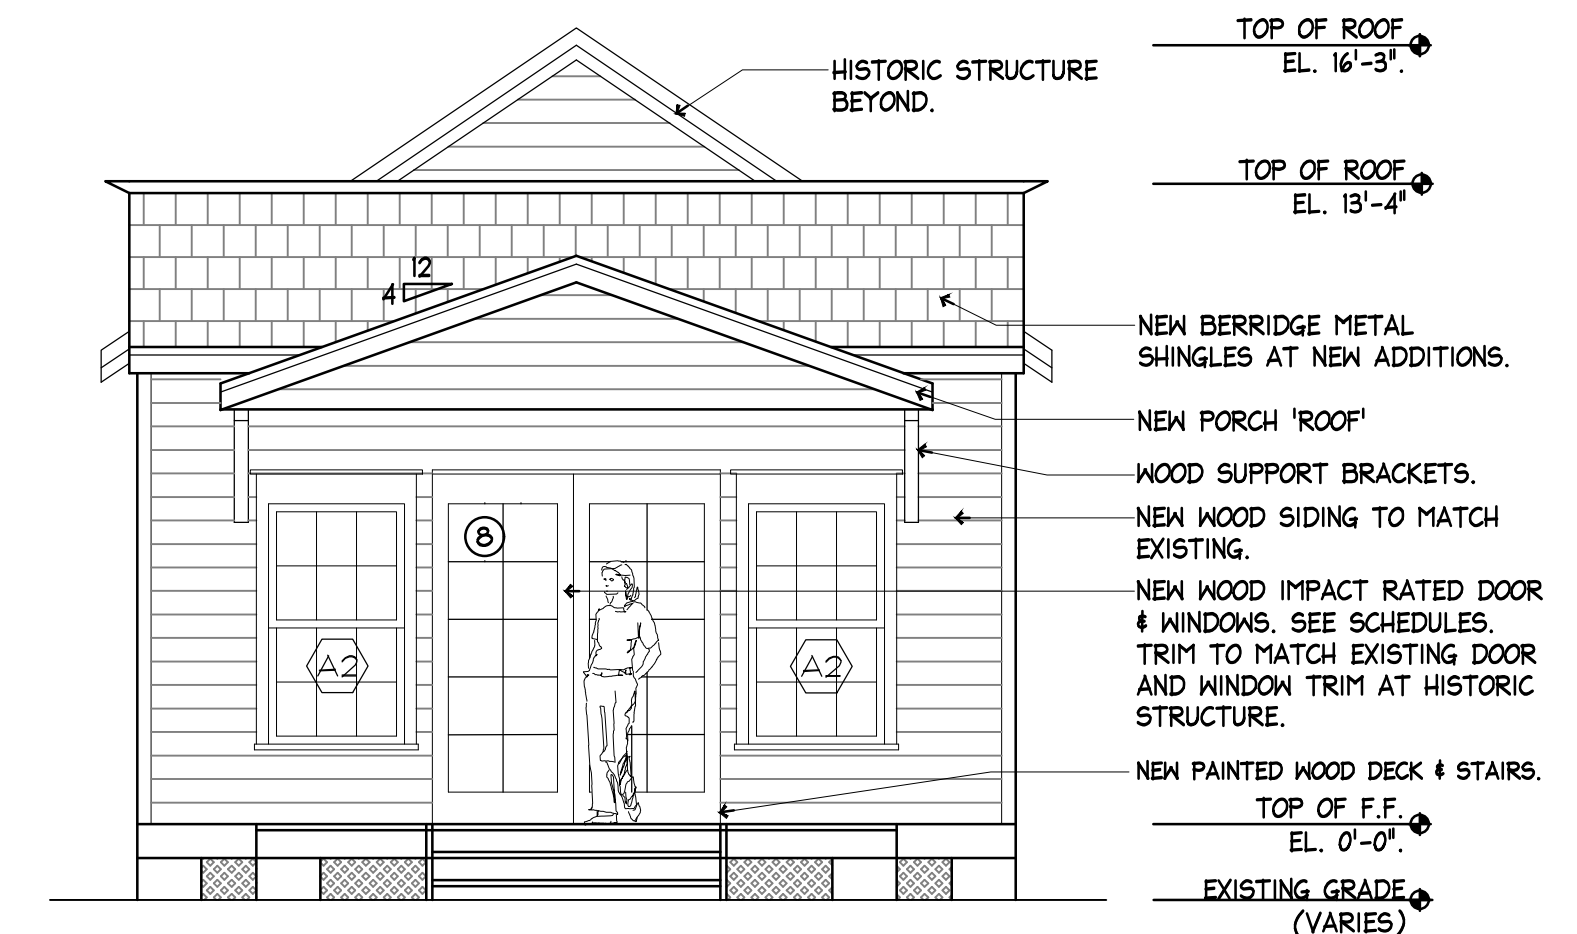 TOP OF ROOF
EL. 16'-3".
HISTORIC STRUCTURE
BEYOND.
TOP OF ROOF
EL. 13'-4"
12
4
NEW BERRIDGE METAL
SHINGLES AT NEW ADDITIONS.
NEW PORCH 'ROOF'
WOOD SUPPORT BRACKETS.
NEW WOOD SIDING TO MATCH
EXISTING.
8
NEW WOOD IMPACT RATED DOOR
& WINDOWS. SEE SCHEDULES.
TRIM TO MATCH EXISTING DOOR
AND WINDOW TRIM AT HISTORIC
STRUCTURE.
A2
A2
NEW PAINTED WOOD DECK & STAIRS.
TOP OF F.F.
EL. 0'-0".
EXISTING GRADE
(VARIES)